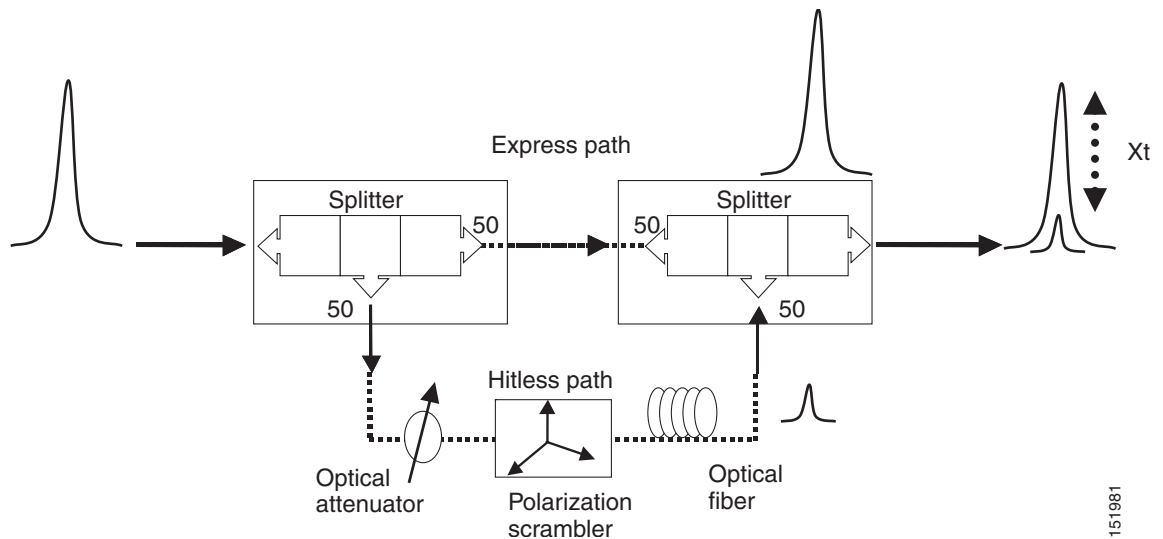 Express path
Xt
Splitter
50
Splitter
50
50
50
Hitless path
Optical
attenuator
Polarization
scrambler
Optical
fiber
151981